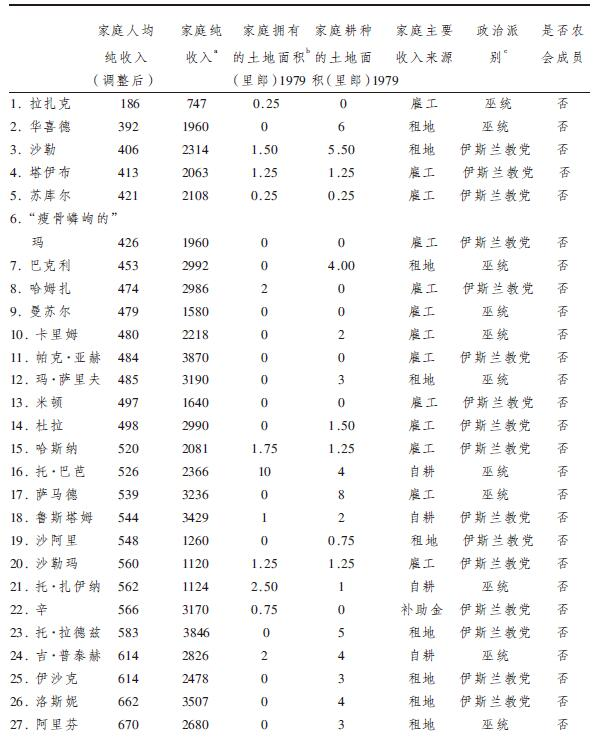 家庭人均 家庭纯 家庭拥有 家庭耕种 家庭主要 政治派 是否农
纯收入 收入a 的土地面积b 的土地面 收入来源 别c 会成员
(调整后) (里郎)1979 积(里郎)1979
1. 拉扎克 186 747 0.25 0 雇工 巫统 否
2. 华喜德 392 1960 0 6 租地 巫统 否
3. 沙勒 406 2314 1.50 5.50 租地 伊斯兰教党 否
4. 塔伊布 413 2063 1.25 1.25 雇工 伊斯兰教党 否
5. 苏库尔 421 2108 0.25 0.25 雇工 伊斯兰教党 否
6. “瘦骨嶙峋的”
玛 426 1960 0 0 雇工 伊斯兰教党 否
7. 巴克利 453 2992 0 4.00 租地 巫统 否
8. 哈姆扎 474 2986 2 0 雇工 伊斯兰教党 否
9. 曼苏尔 479 1580 0 0 雇工 巫统 否
10. 卡里姆 480 2218 0 2 雇工 巫统 否
11. 帕克·亚赫 484 3870 0 0 雇工 伊斯兰教党 否
12. 玛·萨里夫 485 3190 0 3 租地 巫统 否
13. 米顿 497 1640 0 0 雇工 伊斯兰教党 否
14. 杜拉 498 2990 0 1.50 雇工 伊斯兰教党 否
15. 哈斯纳 520 2081 1.75 1.25 雇工 伊斯兰教党 否
16. 托·巴芭 526 2366 10 4 自耕 巫统 否
17. 萨马德 539 3236 0 8 雇工 巫统 否
18. 鲁斯塔姆 544 3429 1 2 自耕 伊斯兰教党 否
19. 沙阿里 548 1260 0 0.75 租地 伊斯兰教党 否
20. 沙勒玛 560 1120 1.25 1.25 雇工 伊斯兰教党 否
21. 托·扎伊纳 562 1124 2.50 1 自耕 巫统 否
22. 辛 566 3170 0.75 0 补助金 伊斯兰教党 否
23. 托·拉德兹 583 3846 0 5 租地 伊斯兰教党 否
24. 吉·普泰赫 614 2826 2 4 自耕 巫统 否
25. 伊沙克 614 2478 0 3 租地 伊斯兰教党 否
26. 洛斯妮 662 3507 0 4 租地 伊斯兰教党 否
27. 阿里芬 670 2680 0 3 租地 巫统 否